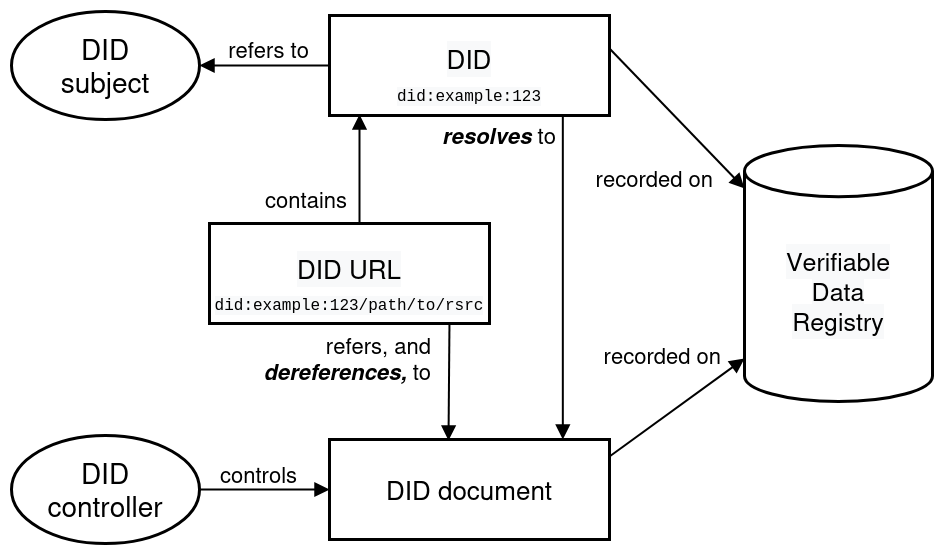 DID
subject
refers to
DID
did:example:123
resolves to
recorded on
contains
DID URL
did:example:123/path/to/rsrc
Verifiable
Data
Registry
refers, and
dereferences, to
recorded on
DID
controller
controls
DID document